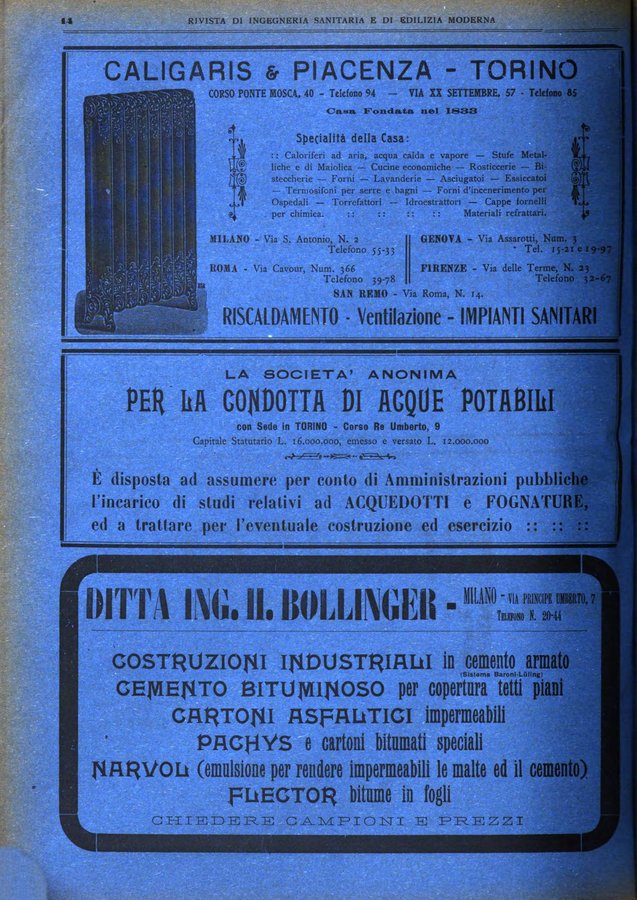 14 RIVISTA DI INGEGNERIA SANITARIA E DI EDILIZIA MODERNA
CALIGARIS & PIACENZA - TORINO
CORSO PONTE MOSCA, 40 - Telefono 94 — VIA XX SETTEMBRE, 57 - Telefono 85
Casa Fondata nel 1833
Specialità della Casa:
:: Caloriferi ad aria, acqua calda e vapore — Stufe Metal-
liche e di Maiolica — Cucine economiche — Rosticcerie — Bi-
steccherie — Forni — Lavanderie — Asciugatoi — Essiccatoi
— Termosifoni per serre e bagni — Forni d'incenerimento per
Ospedali — Torrefattori — Idroestrattori — Cappe fornelli
per chimica. :: :: :: :: Materiali refrattari.
MILANO - Via S. Antonio, N. 2
Telefono 55-33
ROMA - Via Cavour, Num. 366
Telefono 39-78
GENOVA - Via Assarotti, Num. 3
Tel. 15-21 e 19-97
FIRENZE - Via delle Terme, N. 23
Telefono 32-67
SAN REMO - Via Roma, N. 14.
RISCALDAMENTO - Ventilazione - IMPIANTI SANITARI
LA SOCIETA' ANONIMA
PER LA CONDOTTA DI ACQUE POTABILI
con Sede in TORINO - Corso Re Umberto, 9
Capitale Statutario L. 16.000.000, emesso e versato L. 12.000.000
È disposta ad assumere per conto di Amministrazioni pubbliche
l'incarico di studi relativi ad ACQUEDOTTI e FOGNATURE,
ed a trattare per l'eventuale costruzione ed esercizio :: :: ::
DITTA ING. H. BOLLINGER - MILANO - VIA PRINCIPE UMBERTO, 7
TELEFONO N. 20-44
COSTRUZIONI INDUSTRIALI in cemento armato
(Sistema Baroni-Lüling)
CEMENTO BITUMINOSO per copertura tetti piani
CARTONI ASFALTICI impermeabili
PACHYS e cartoni bitumati speciali
NARVOL (emulsione per rendere impermeabili le malte ed il cemento)
FLECTOR bitume in fogli
CHIEDERE CAMPIONI E PREZZI